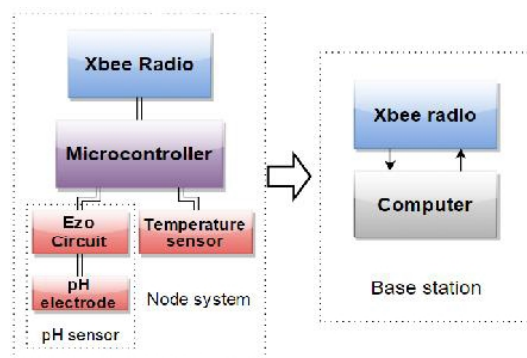 Xbee Radio
Microcontroller
Ezo
Circuit
Temperature
sensor
pH
electrode
Node system
pH sensor
Xbee radio
Computer
Base station